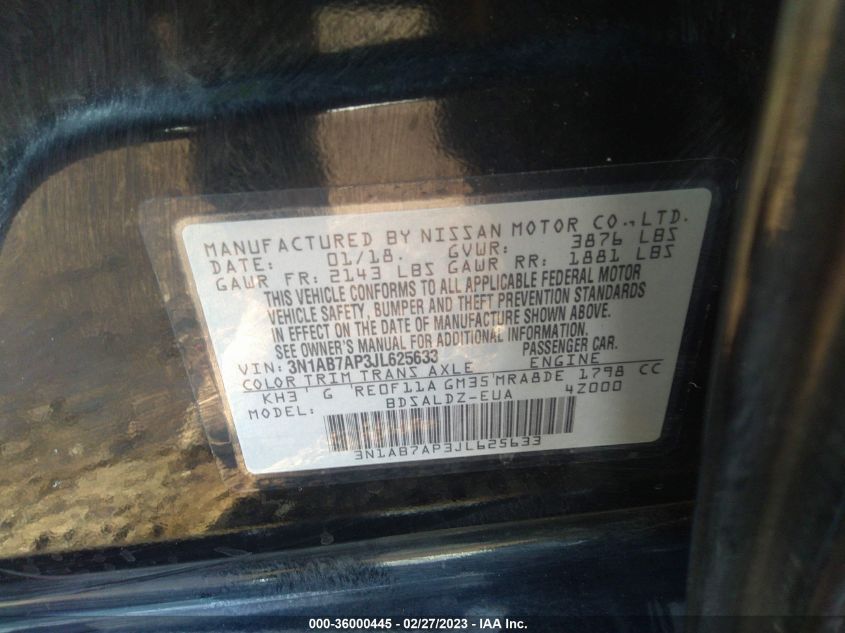 MANUFACTURED BY NISSAN MOTOR CO., LTD.
DATE: 01/18. GVWR: 3876 LBS
GAWR FR: 2143 LBS GAWR RR: 1881 LBS
THIS VEHICLE CONFORMS TO ALL APPLICABLE FEDERAL MOTOR
VEHICLE SAFETY, BUMPER AND THEFT PREVENTION STANDARDS
IN EFFECT ON THE DATE OF MANUFACTURE SHOWN ABOVE.
SEE OWNER'S MANUAL FOR ADDITIONAL INFORMATION.
VIN: 3N1AB7AP3JL625633 PASSENGER CAR.
COLOR TRIM TRANS AXLE ENGINE
KH3 G RE0F11A GM35 MRA8DE 1798 CC
MODEL: BDSALDZ-EUA 4Z000
3N1AB7AP3JL625633
000-36000445 - 02/27/2023 - IAA Inc.